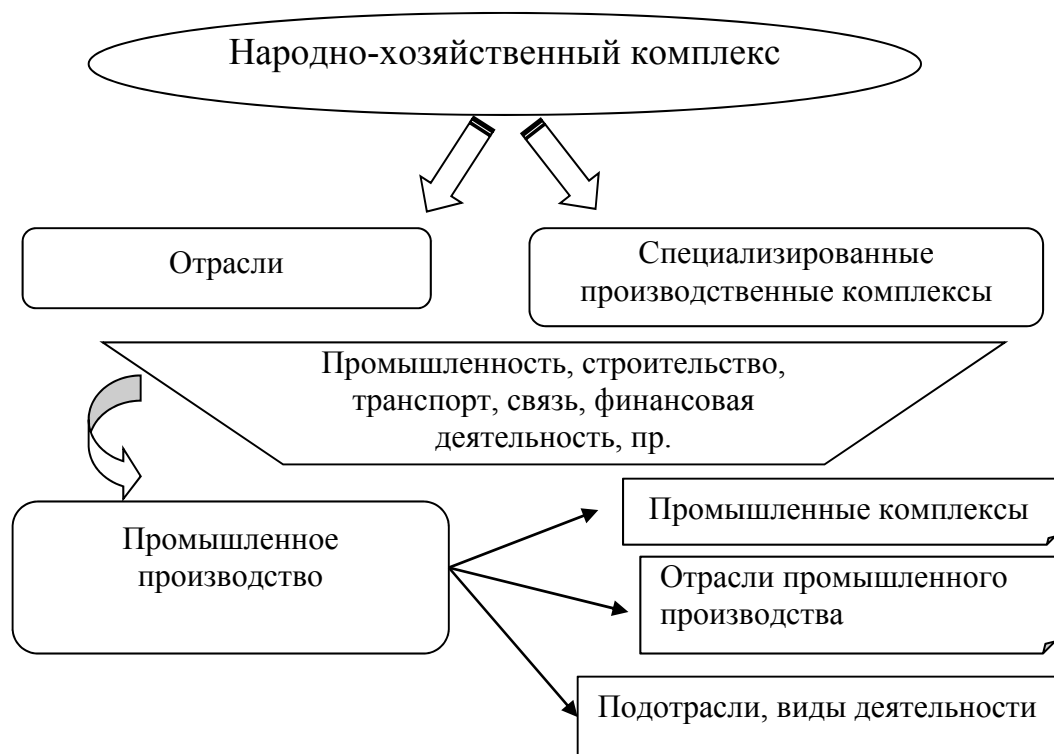 Народно-хозяйственный комплекс
Отрасли
Специализированные
производственные комплексы
Промышленность, строительство,
транспорт, связь, финансовая
деятельность, пр.
Промышленное
производство
Промышленные комплексы
Отрасли промышленного
производства
Подотрасли, виды деятельности